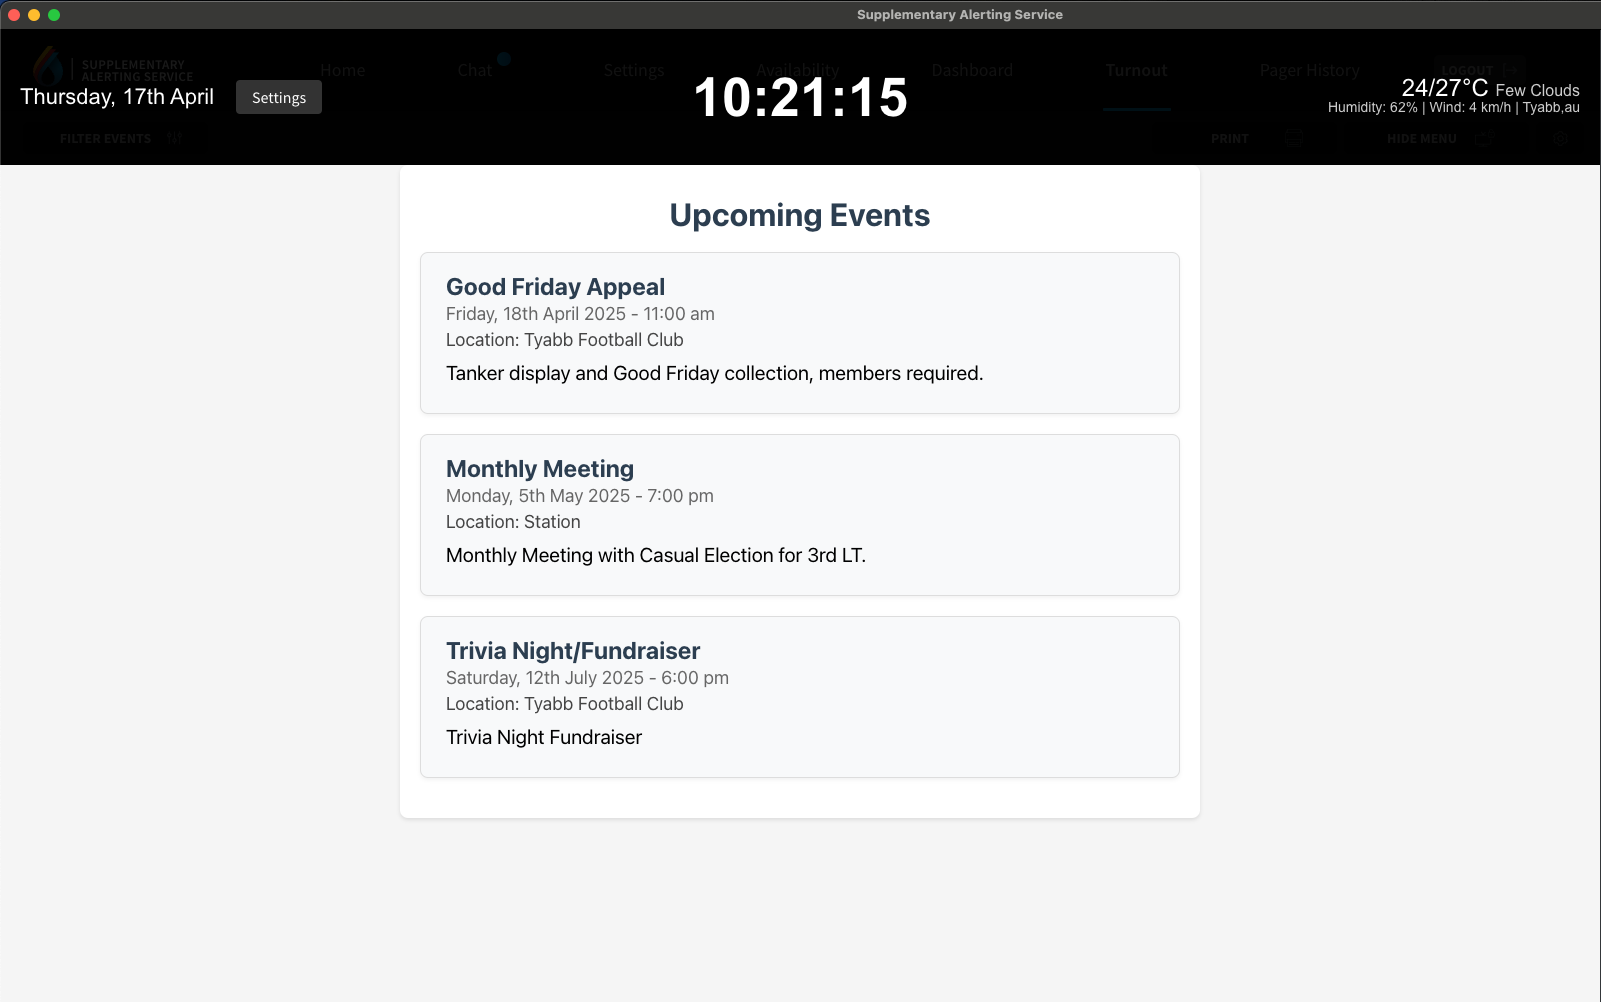 Supplementary Alerting Service
SUPPLEMENTARY
ALERTING SERVICE
Home
Chat
Settings
Availability
Dashboard
Turnout
Pager History
LOGOUT
Thursday, 17th April
Settings
10:21:15
24/27°C Few Clouds
Humidity: 62% | Wind: 4 km/h | Tyabb,au
FILTER EVENTS
PRINT
HIDE MENU
Upcoming Events
Good Friday Appeal
Friday, 18th April 2025 - 11:00 am
Location: Tyabb Football Club
Tanker display and Good Friday collection, members required.
Monthly Meeting
Monday, 5th May 2025 - 7:00 pm
Location: Station
Monthly Meeting with Casual Election for 3rd LT.
Trivia Night/Fundraiser
Saturday, 12th July 2025 - 6:00 pm
Location: Tyabb Football Club
Trivia Night Fundraiser